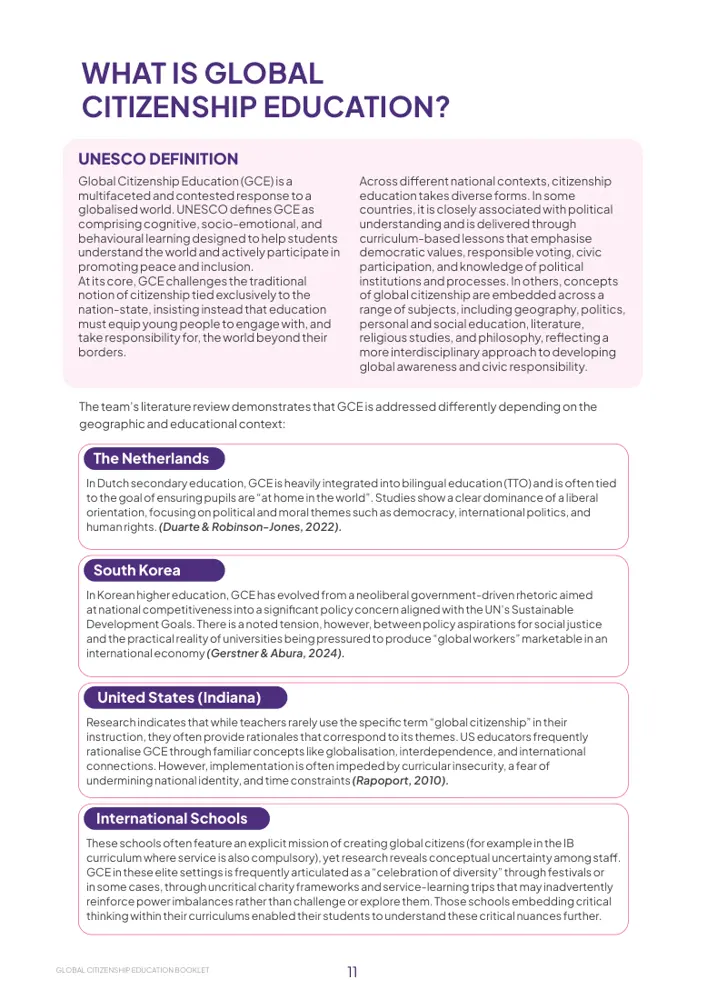 WHAT IS GLOBAL
CITIZENSHIP EDUCATION?
UNESCO DEFINITION
Global Citizenship Education (GCE) is a
multifaceted and contested response to a
globalised world. UNESCO defines GCE as
comprising cognitive, socio-emotional, and
behavioural learning designed to help students
understand the world and actively participate in
promoting peace and inclusion.
At its core, GCE challenges the traditional
notion of citizenship tied exclusively to the
nation-state, insisting instead that education
must equip young people to engage with, and
take responsibility for, the world beyond their
borders.
Across different national contexts, citizenship
education takes diverse forms. In some
countries, it is closely associated with political
understanding and is delivered through
curriculum-based lessons that emphasise
democratic values, responsible voting, civic
participation, and knowledge of political
institutions and processes. In others, concepts
of global citizenship are embedded across a
range of subjects, including geography, politics,
personal and social education, literature,
religious studies, and philosophy, reflecting a
more interdisciplinary approach to developing
global awareness and civic responsibility.
The team's literature review demonstrates that GCE is addressed differently depending on the
geographic and educational context:
The Netherlands
In Dutch secondary education, GCE is heavily integrated into bilingual education (TTO) and is often tied
to the goal of ensuring pupils are “at home in the world”. Studies show a clear dominance of a liberal
orientation, focusing on political and moral themes such as democracy, international politics, and
human rights. (Duarte & Robinson-Jones, 2022).
South Korea
In Korean higher education, GCE has evolved from a neoliberal government-driven rhetoric aimed
at national competitiveness into a significant policy concern aligned with the UN's Sustainable
Development Goals. There is a noted tension, however, between policy aspirations for social justice
and the practical reality of universities being pressured to produce “global workers” marketable in an
international economy (Gerstner & Abura, 2024).
United States (Indiana)
Research indicates that while teachers rarely use the specific term “global citizenship” in their
instruction, they often provide rationales that correspond to its themes. US educators frequently
rationalise GCE through familiar concepts like globalisation, interdependence, and international
connections. However, implementation is often impeded by curricular insecurity, a fear of
undermining national identity, and time constraints (Rapoport, 2010).
International Schools
These schools often feature an explicit mission of creating global citizens (for example in the IB
curriculum where service is also compulsory), yet research reveals conceptual uncertainty among staff.
GCE in these elite settings is frequently articulated as a “celebration of diversity” through festivals or
in some cases, through uncritical charity frameworks and service-learning trips that may inadvertently
reinforce power imbalances rather than challenge or explore them. Those schools embedding critical
thinking within their curriculums enabled their students to understand these critical nuances further.
GLOBAL CITIZENSHIP EDUCATION BOOKLET
11